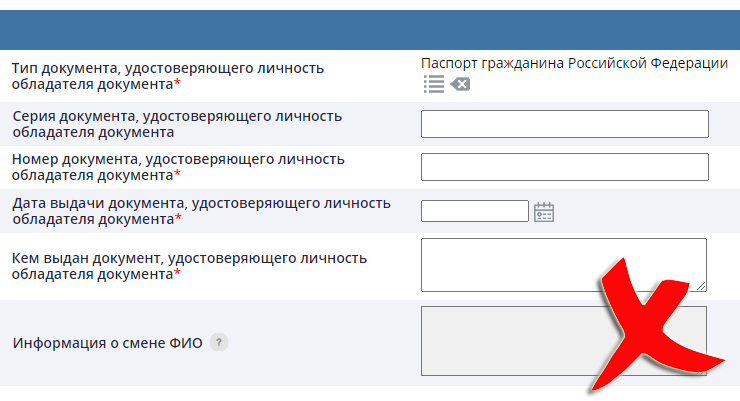 Паспорт гражданина Российской Федерации
Тип документа, удостоверяющего личность
обладателя документа*
Серия документа, удостоверяющего личность
обладателя документа
Номер документа, удостоверяющего личность
обладателя документа*
Дата выдачи документа, удостоверяющего личность
обладателя документа*
Кем выдан документ, удостоверяющего личность
обладателя документа*
Информация о смене ФИО ?